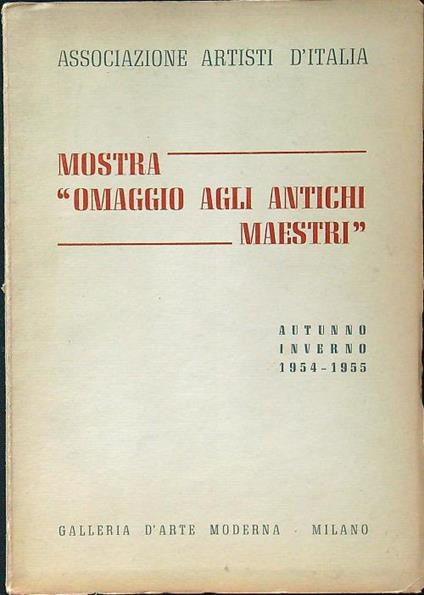 ASSOCIAZIONE ARTISTI D'ITALIA
MOSTRA
“OMAGGIO AGLI ANTICHI
MAESTRI”
AUTUNNO
INVERNO
1954-1955
GALLERIA D'ARTE MODERNA - MILANO